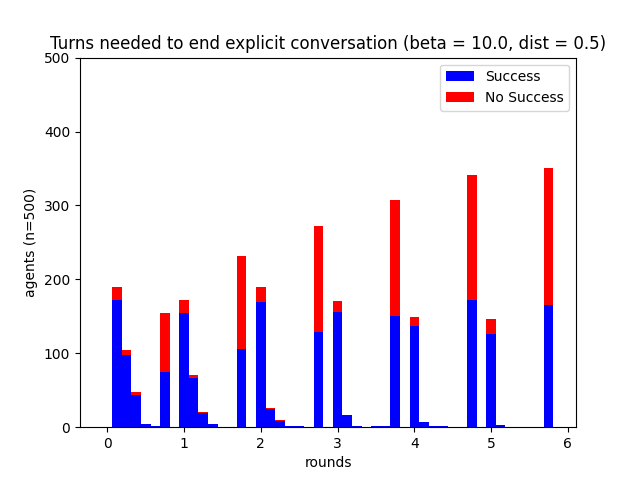 Turns needed to end explicit conversation (beta = 10.0, dist = 0.5)
Success
No Success
500
400
300
200
100
0
agents (n=500)
0 1 2 3 4 5 6
rounds